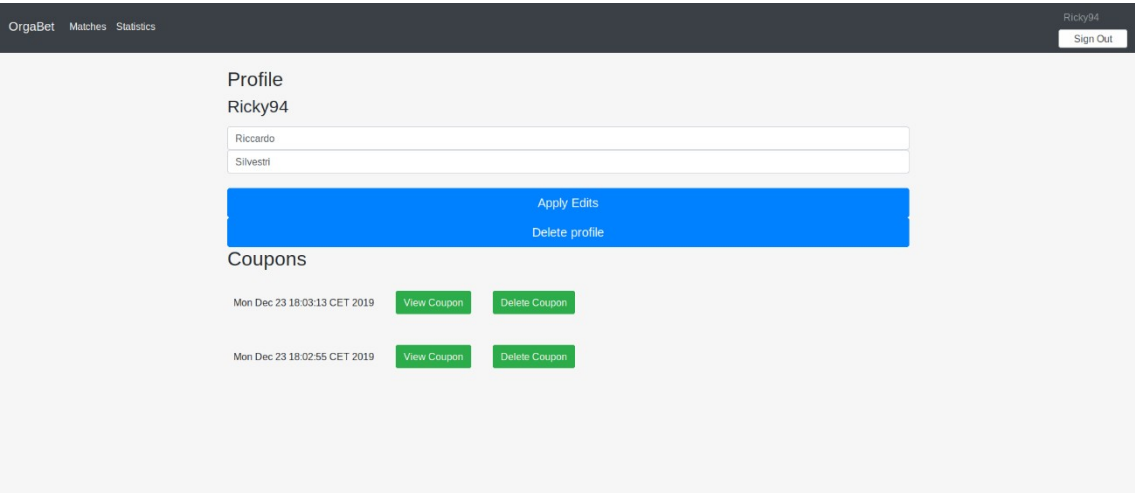 OrgaBet Matches Statistics
Ricky94
Sign Out
Profile
Ricky94
Riccardo
Silvestri
Apply Edits
Delete profile
Coupons
Mon Dec 23 18:03:13 CET 2019 View Coupon Delete Coupon
Mon Dec 23 18:02:55 CET 2019 View Coupon Delete Coupon